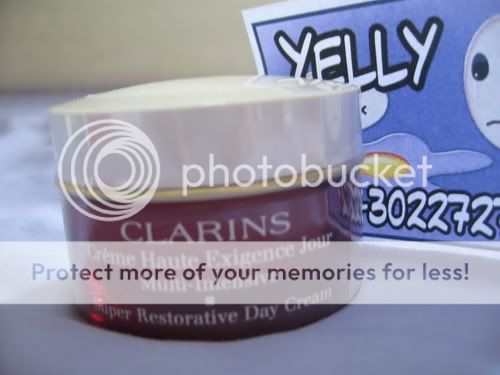 YELLY
photobucket
-3022727
CLARINS
Crème Haute Exigence Jour
Multi-Intensive
Super Restorative Day Cream
Protect more of your memories for less!